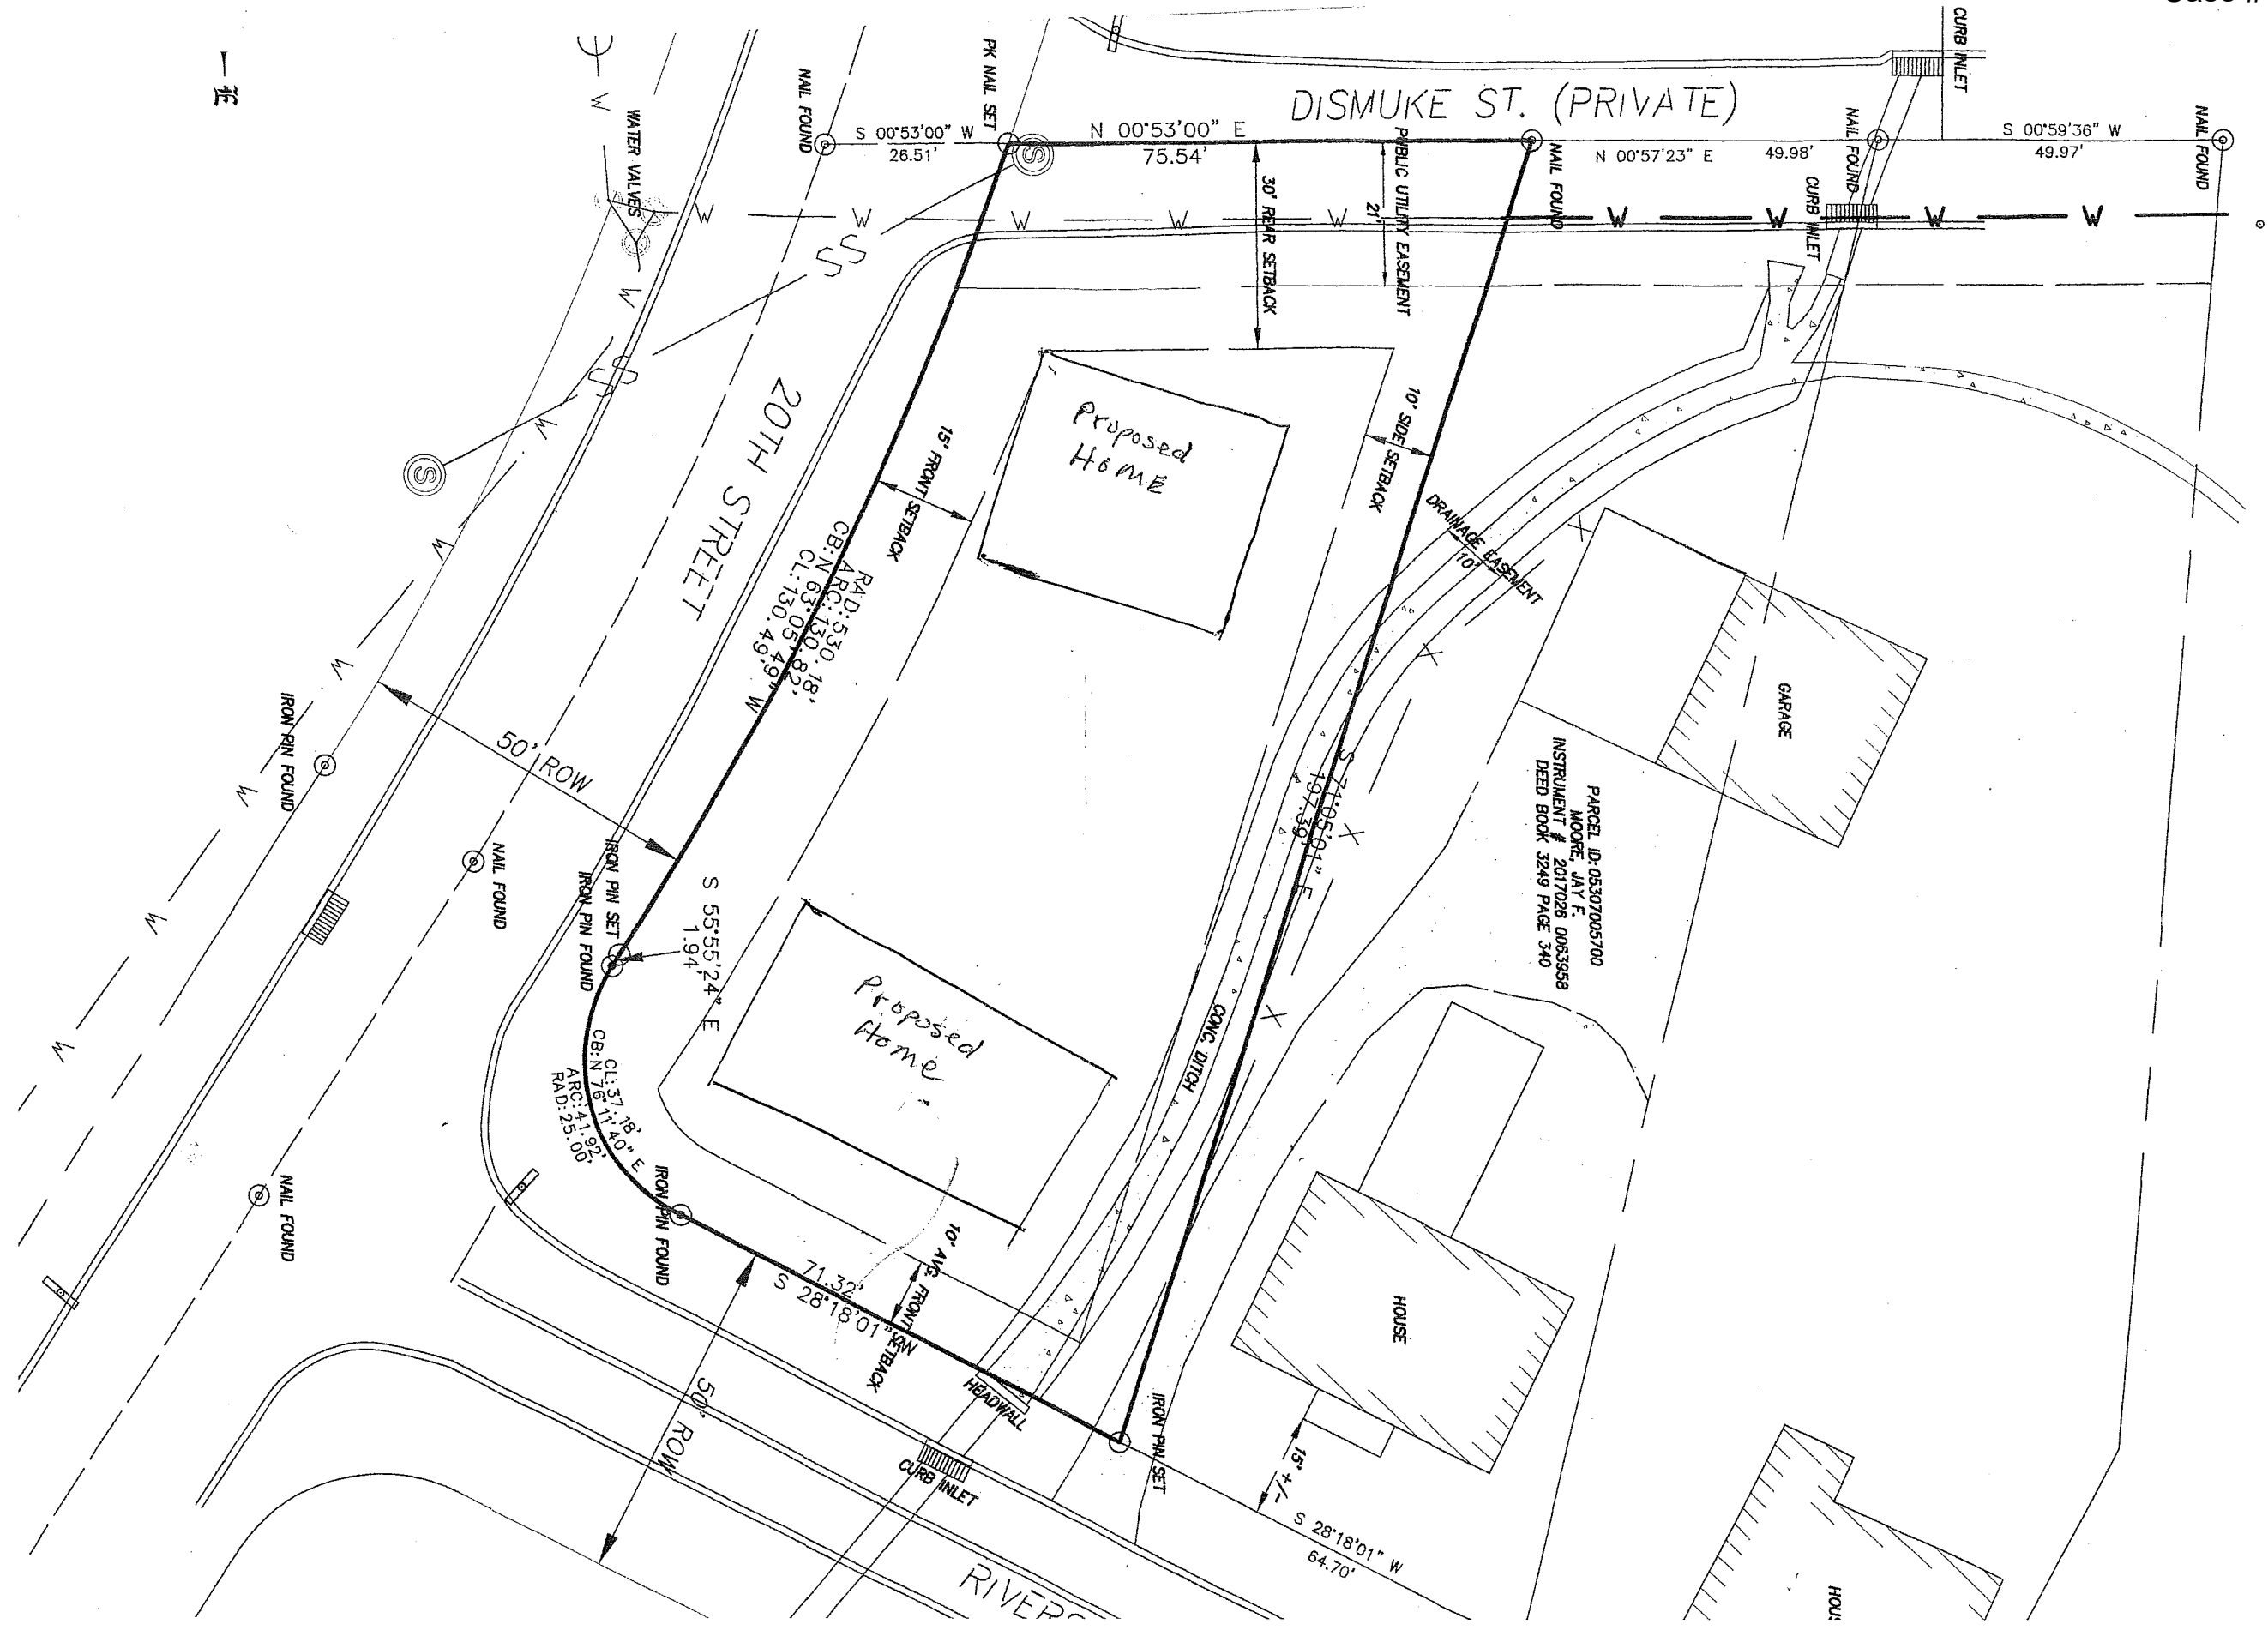 CURB INLET
DISMUKE ST. (PRIVATE)
PK NAIL SET
NAIL FOUND
S 00°53'00" W
26.51'
N 00°53'00" E
75.54'
NAIL FOUND
N 00°57'23" E
49.98'
NAIL FOUND
S 00°59'36" W
49.97'
NAIL FOUND
CURB INLET
WATER VALVES
W
W
W
W
W
W
W
W
W
W
W
W
S
S
S
S
30' REAR SETBACK
PUBLIC UTILITY EASEMENT
21'
20TH STREET
Proposed
Home
15' FRONT SETBACK
10' SIDE SETBACK
DRAINAGE EASEMENT
10'
RAD: 530.18'
ARC: 130.82'
CB: N 63°05'49" W
CL: 130.49'
W
W
W
W
W
W
X
X
X
X
GARAGE
PARCEL ID: 05307005700
MOORE, JAY F.
INSTRUMENT # 2017026 0063958
DEED BOOK 3249 PAGE 340
S 71°05'01" E
197.39'
50' ROW
IRON PIN FOUND
NAIL FOUND
IRON PIN SET
IRON PIN FOUND
S 55°55'24" E
1.94'
Proposed
Home
CONC. DITCH
CL: 37.18'
CB: N 76°11'40" E
ARC: 41.92'
RAD: 25.00'
IRON PIN FOUND
NAIL FOUND
10' AVG. FRONT SETBACK
71.32'
S 28°18'01" W
50' ROW
HEADWALL
CURB INLET
IRON PIN SET
HOUSE
15' +/-
S 28°18'01" W
64.70'
HOUS
RIVERS